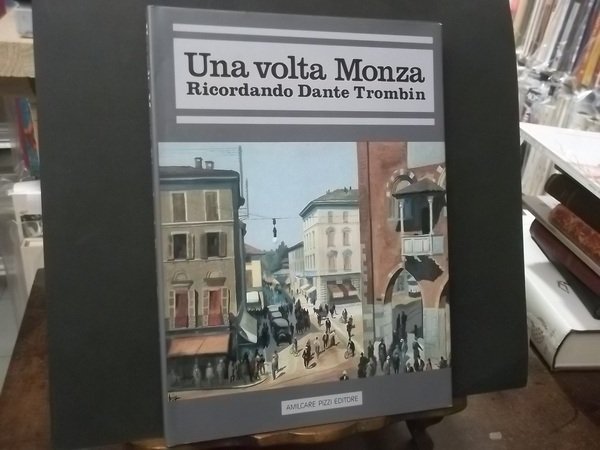 Una volta Monza
Ricordando Dante Trombin
AMILCARE PIZZI EDITORE